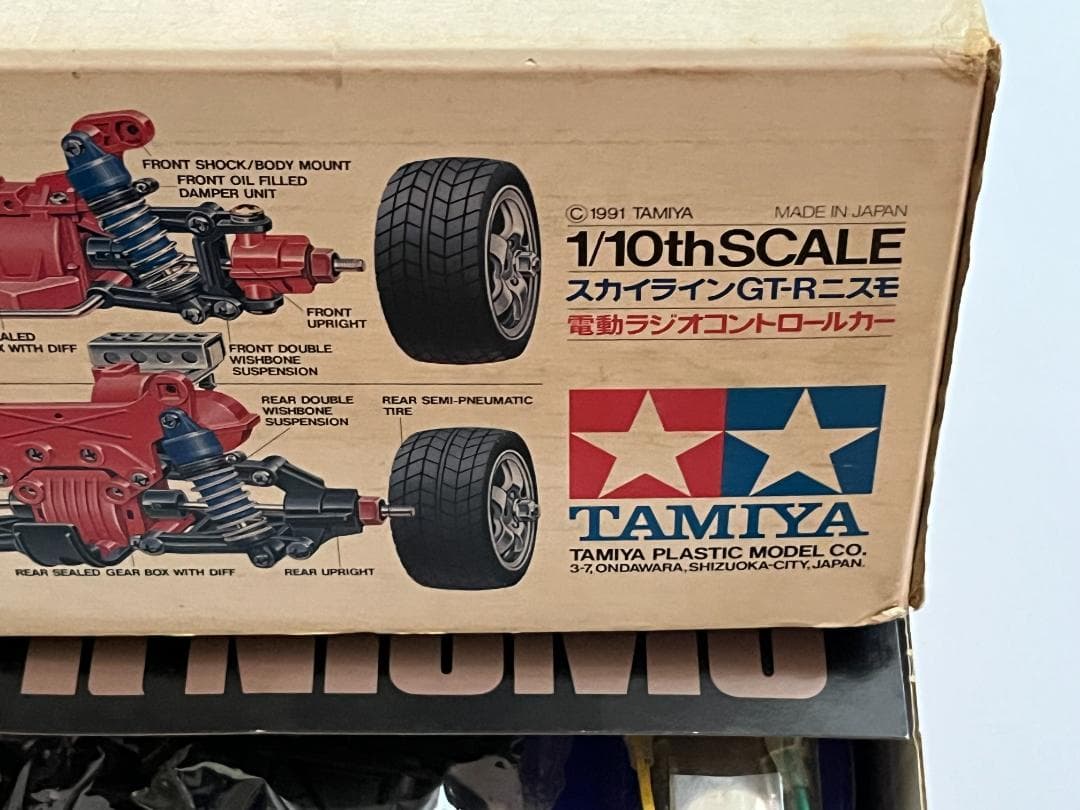 FRONT SHOCK/BODY MOUNT
FRONT OIL FILLED
DAMPER UNIT
FRONT
UPRIGHT
X WITH DIFF
FRONT DOUBLE
WISHBONE
SUSPENSION
REAR DOUBLE
WISHBONE
SUSPENSION
REAR SEMI-PNEUMATIC
TIRE
REAR SEALED GEAR BOX WITH DIFF
REAR UPRIGHT
©1991 TAMIYA
MADE IN JAPAN
1/10thSCALE
スカイラインGT-Rニスモ
電動ラジオコントロールカー
TAMIYA
TAMIYA PLASTIC MODEL CO.
3-7, ONDAWARA, SHIZUOKA-CITY, JAPAN.
NISMO